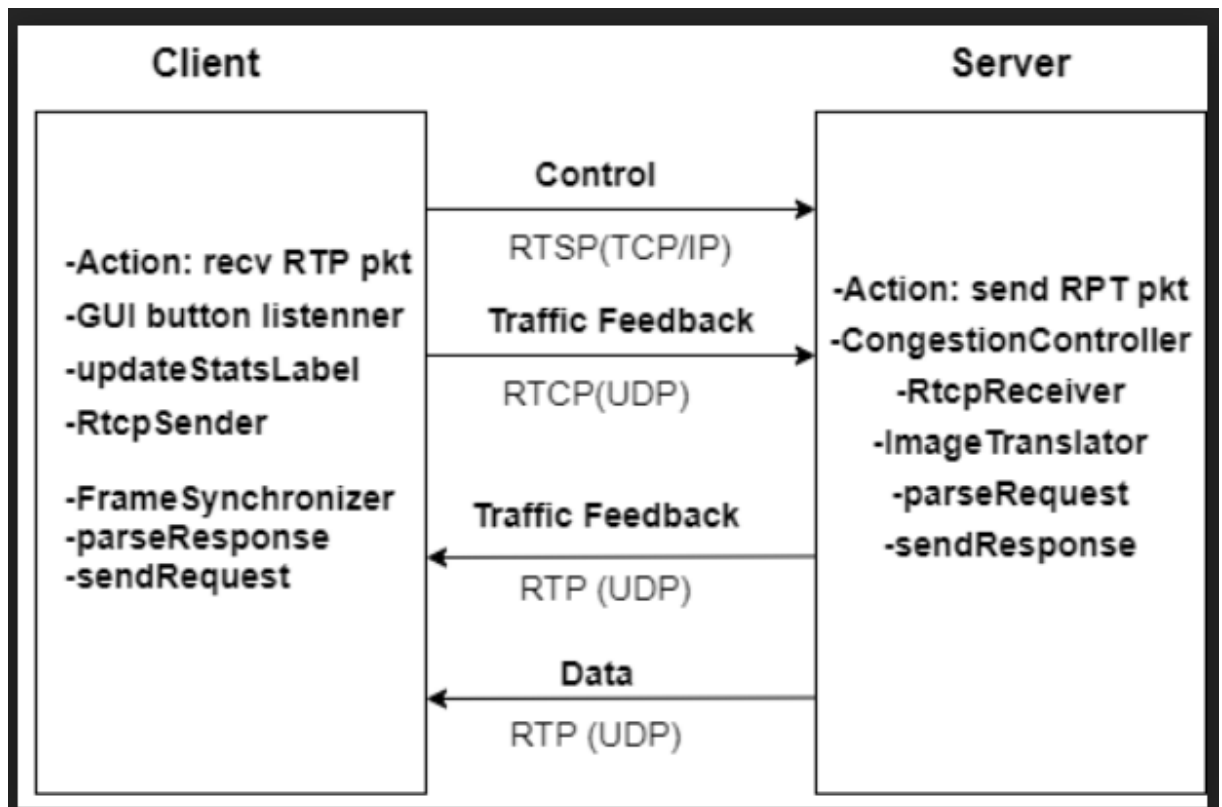 Client
Server
Control
RTSP(TCP/IP)
-Action: recv RTP pkt
-GUI button listenner
-updateStatsLabel
-RtcpSender
-FrameSynchronizer
-parseResponse
-sendRequest
Traffic Feedback
RTCP(UDP)
Traffic Feedback
RTP (UDP)
Data
RTP (UDP)
-Action: send RPT pkt
-CongestionController
-RtcpReceiver
-ImageTranslator
-parseRequest
-sendResponse